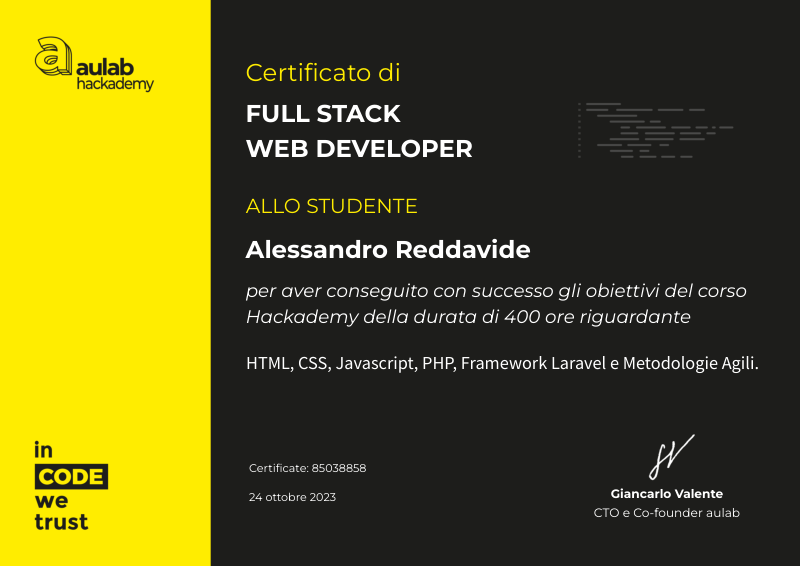 aulab
hackademy
Certificato di
FULL STACK
WEB DEVELOPER
ALLO STUDENTE
Alessandro Reddavide
per aver conseguito con successo gli obiettivi del corso
Hackademy della durata di 400 ore riguardante
HTML, CSS, Javascript, PHP, Framework Laravel e Metodologie Agili.
in
CODE
we
trust
Certificate: 85038858
24 ottobre 2023
Giancarlo Valente
CTO e Co-founder aulab